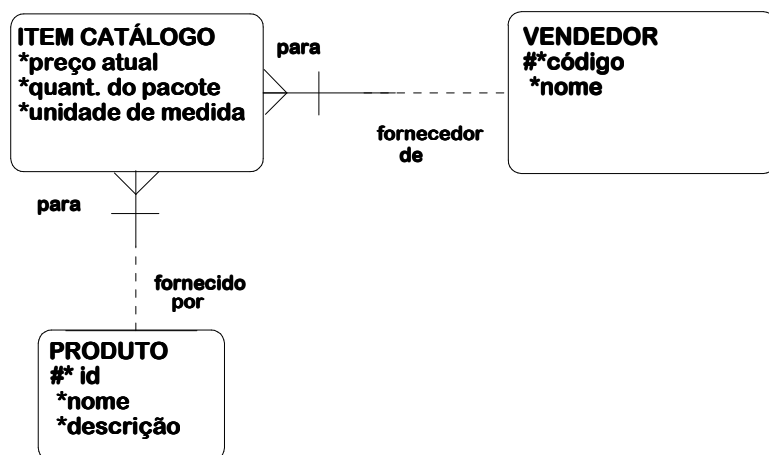 ITEM CATÁLOGO
*preço atual
*quant. do pacote
*unidade de medida
para
fornecedor
de
VENDEDOR
#*código
*nome
para
fornecido
por
PRODUTO
#* id
*nome
*descrição